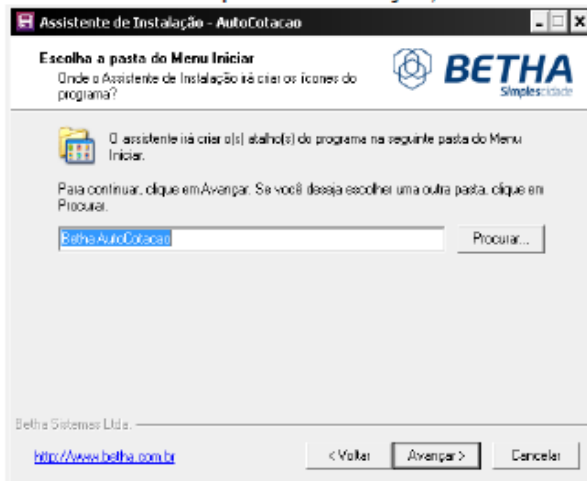 Assistente de Instalação - AutoCotacao
Escolha a pasta do Menu Iniciar
Onde o Assistente de Instalação irá criar os ícones do
programa?
BETHA
Simplescidade
O assistente irá criar o(s) atalho(s) do programa na seguinte pasta do Menu
Iniciar.
Para continuar, clique em Avançar. Se você deseja escolher uma outra pasta, clique em
Procurar.
Betha AutoCotacao
Procurar...
Betha Sistemas Ltda.
http://www.betha.com.br
< Voltar
Avançar >
Cancelar